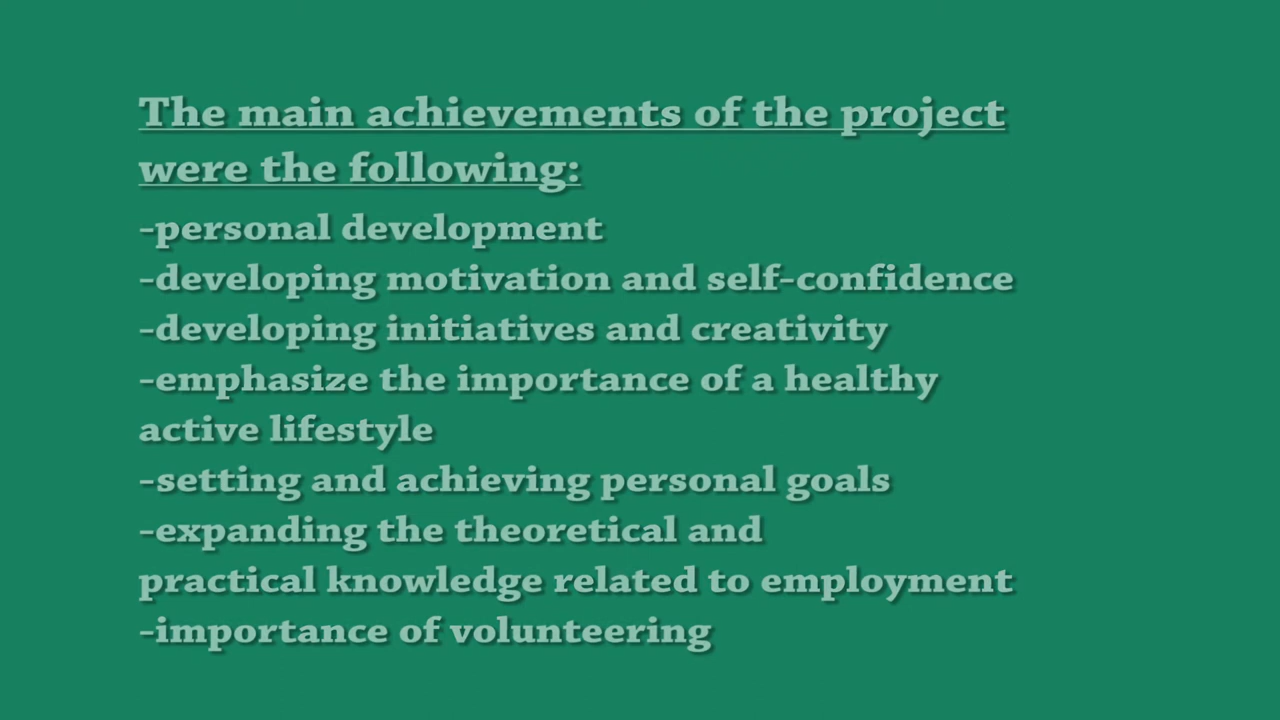 The main achievements of the project
were the following:
-personal development
-developing motivation and self-confidence
-developing initiatives and creativity
-emphasize the importance of a healthy
active lifestyle
-setting and achieving personal goals
-expanding the theoretical and
practical knowledge related to employment
-importance of volunteering